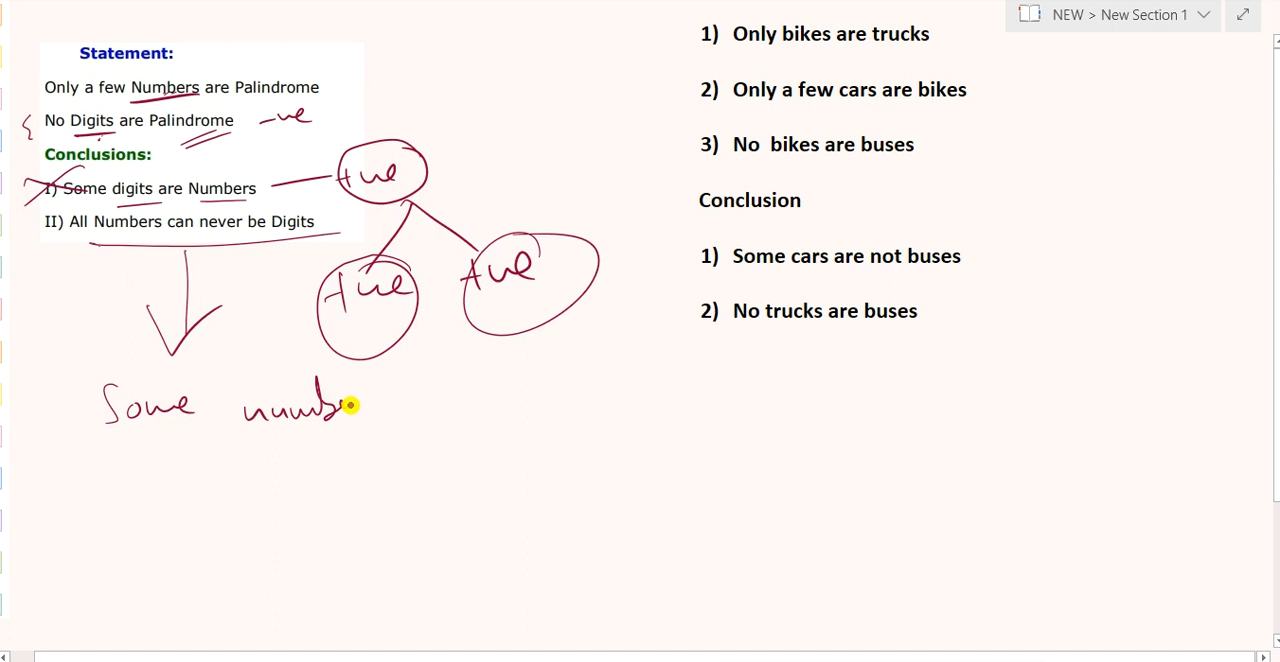 NEW > New Section 1
Statement:
Only a few Numbers are Palindrome
No Digits are Palindrome -ve
Conclusions:
I) Some digits are Numbers +ve
II) All Numbers can never be Digits
+ve +ve
Some numb
1) Only bikes are trucks
2) Only a few cars are bikes
3) No bikes are buses
Conclusion
1) Some cars are not buses
2) No trucks are buses